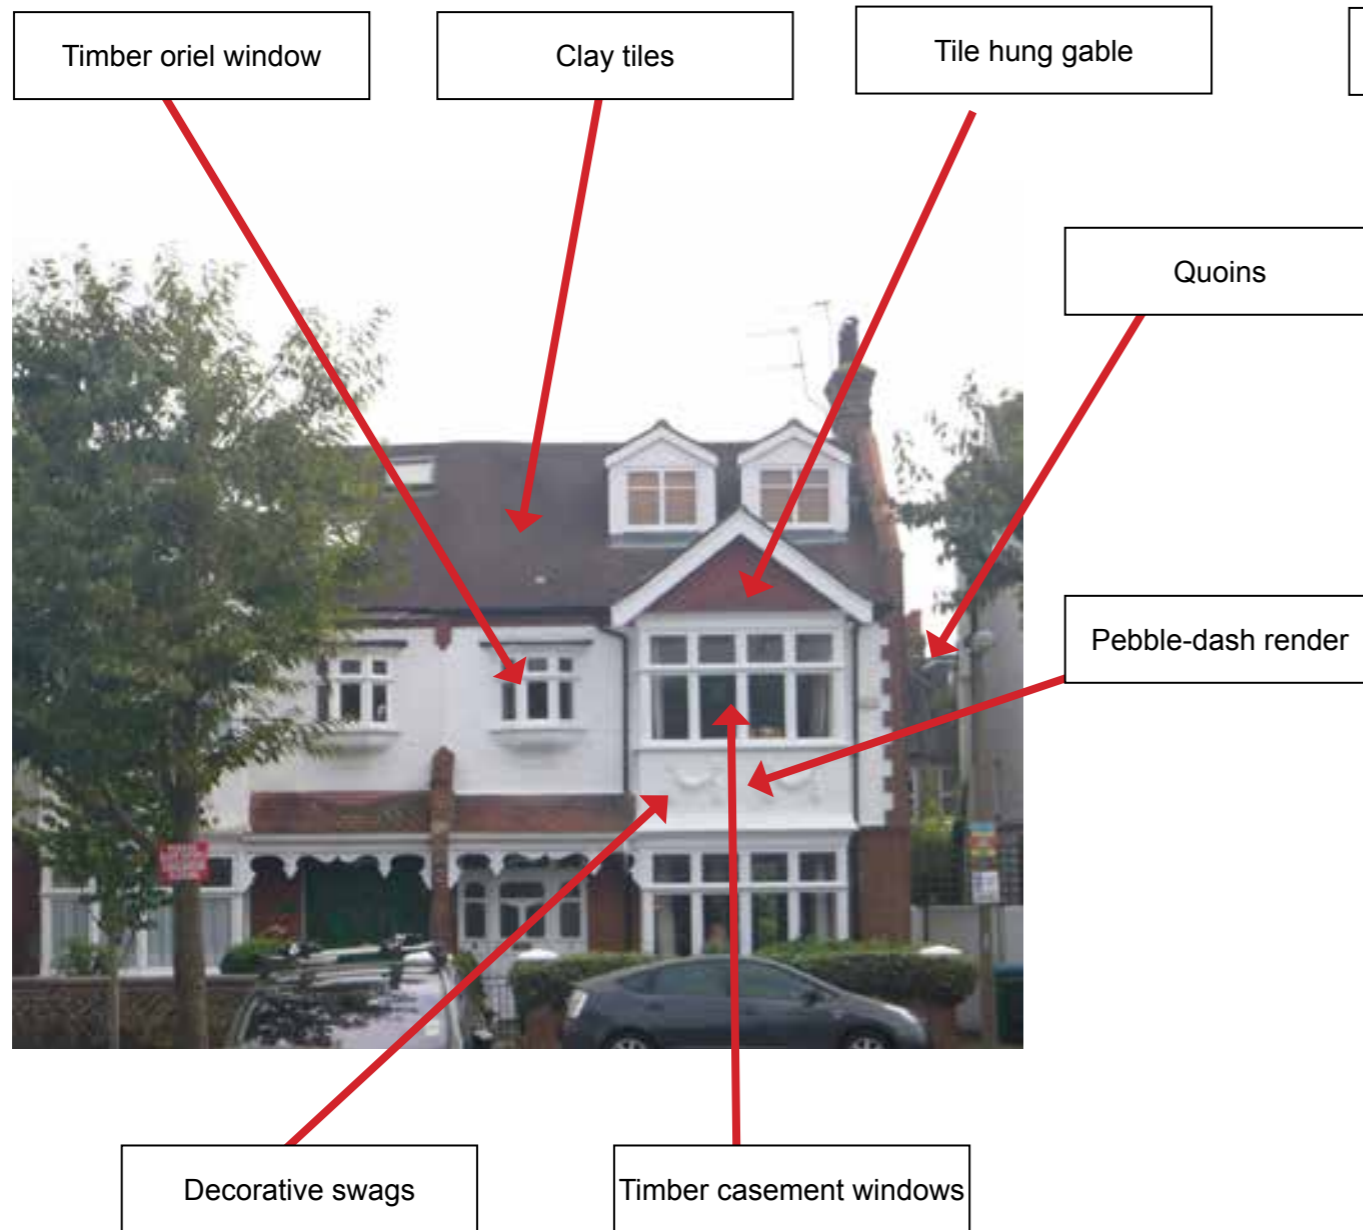 Timber oriel window
Clay tiles
Tile hung gable
Quoins
Pebble-dash render
Decorative swags
Timber casement windows